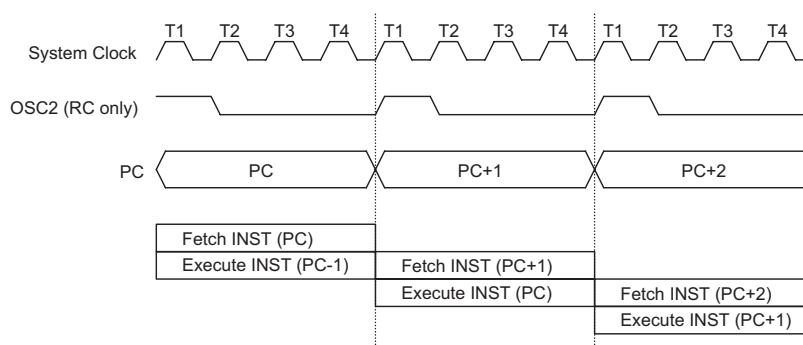 T1 T2 T3 T4 T1 T2 T3 T4 T1 T2 T3 T4
System Clock
OSC2 (RC only)
PC PC PC+1 PC+2
Fetch INST (PC)
Execute INST (PC-1) Fetch INST (PC+1)
Execute INST (PC) Fetch INST (PC+2)
Execute INST (PC+1)